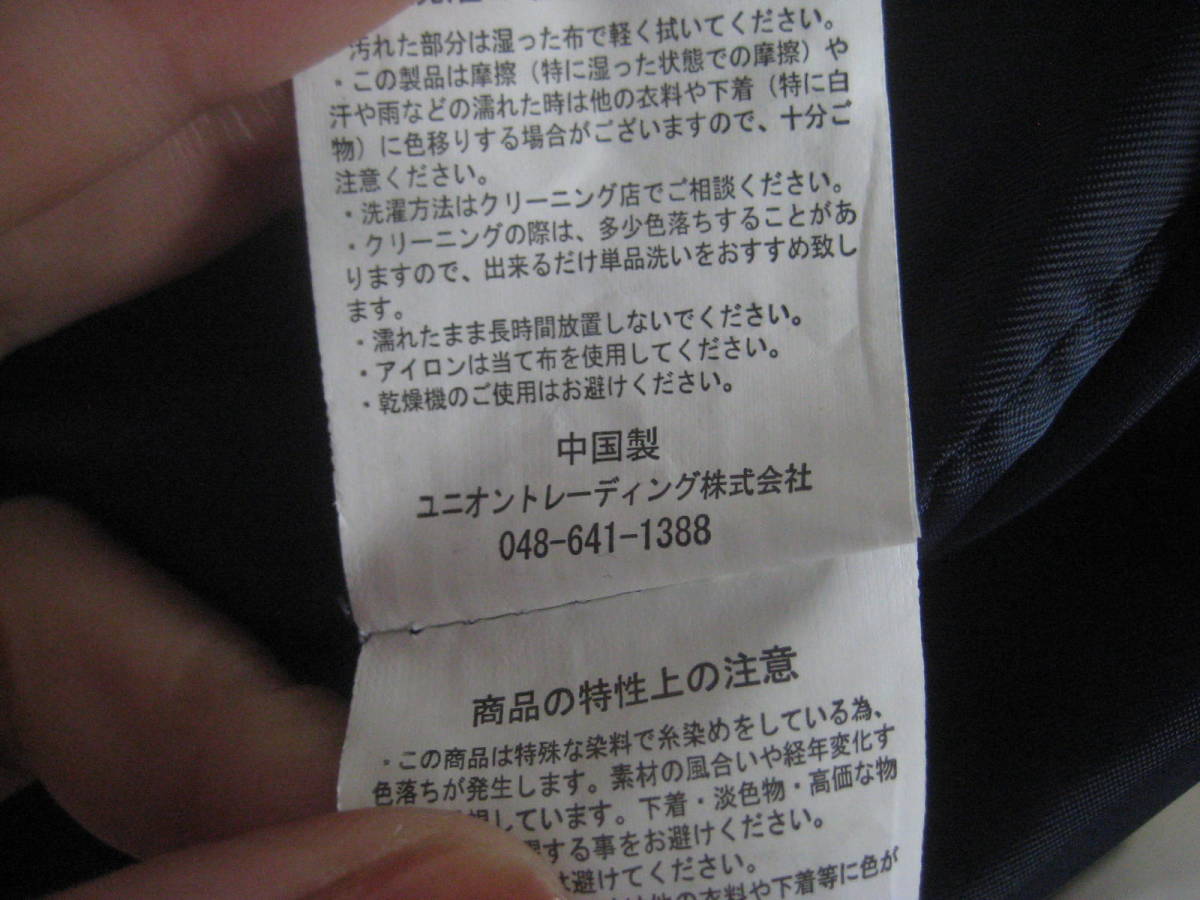 汚れた部分は湿った布で軽く拭いてください。
・この製品は摩擦（特に湿った状態での摩擦）や
汗や雨などの濡れた時は他の衣料や下着（特に白
物）に色移りする場合がございますので、十分ご
注意ください。
・洗濯方法はクリーニング店でご相談ください。
・クリーニングの際は、多少色落ちすることがあ
りますので、出来るだけ単品洗いをおすすめ致し
ます。
・濡れたまま長時間放置しないでください。
・アイロンは当て布を使用してください。
・乾燥機のご使用はお避けください。
中国製
ユニオントレーディング株式会社
048-641-1388
商品の特性上の注意
・この商品は特殊な染料で糸染めをしている為、
色落ちが発生します。素材の風合いや経年変化す
しています。下着・淡色物・高価な物
する事をお避けください。
は避けてください。
他の衣料や下着等に色が